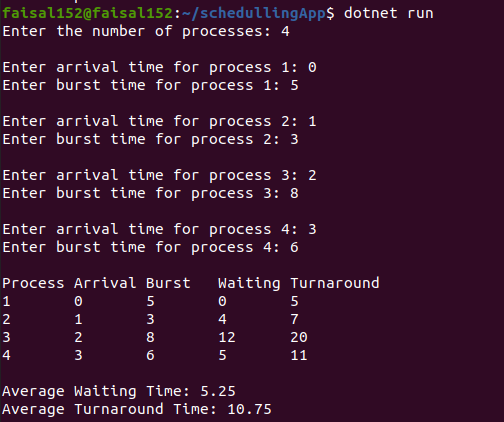 faisal152@faisal152:~/schedullingApp$ dotnet run
Enter the number of processes: 4
Enter arrival time for process 1: 0
Enter burst time for process 1: 5
Enter arrival time for process 2: 1
Enter burst time for process 2: 3
Enter arrival time for process 3: 2
Enter burst time for process 3: 8
Enter arrival time for process 4: 3
Enter burst time for process 4: 6
Process Arrival Burst   Waiting Turnaround
1       0       5       0       5
2       1       3       4       7
3       2       8       12      20
4       3       6       5       11
Average Waiting Time: 5.25
Average Turnaround Time: 10.75